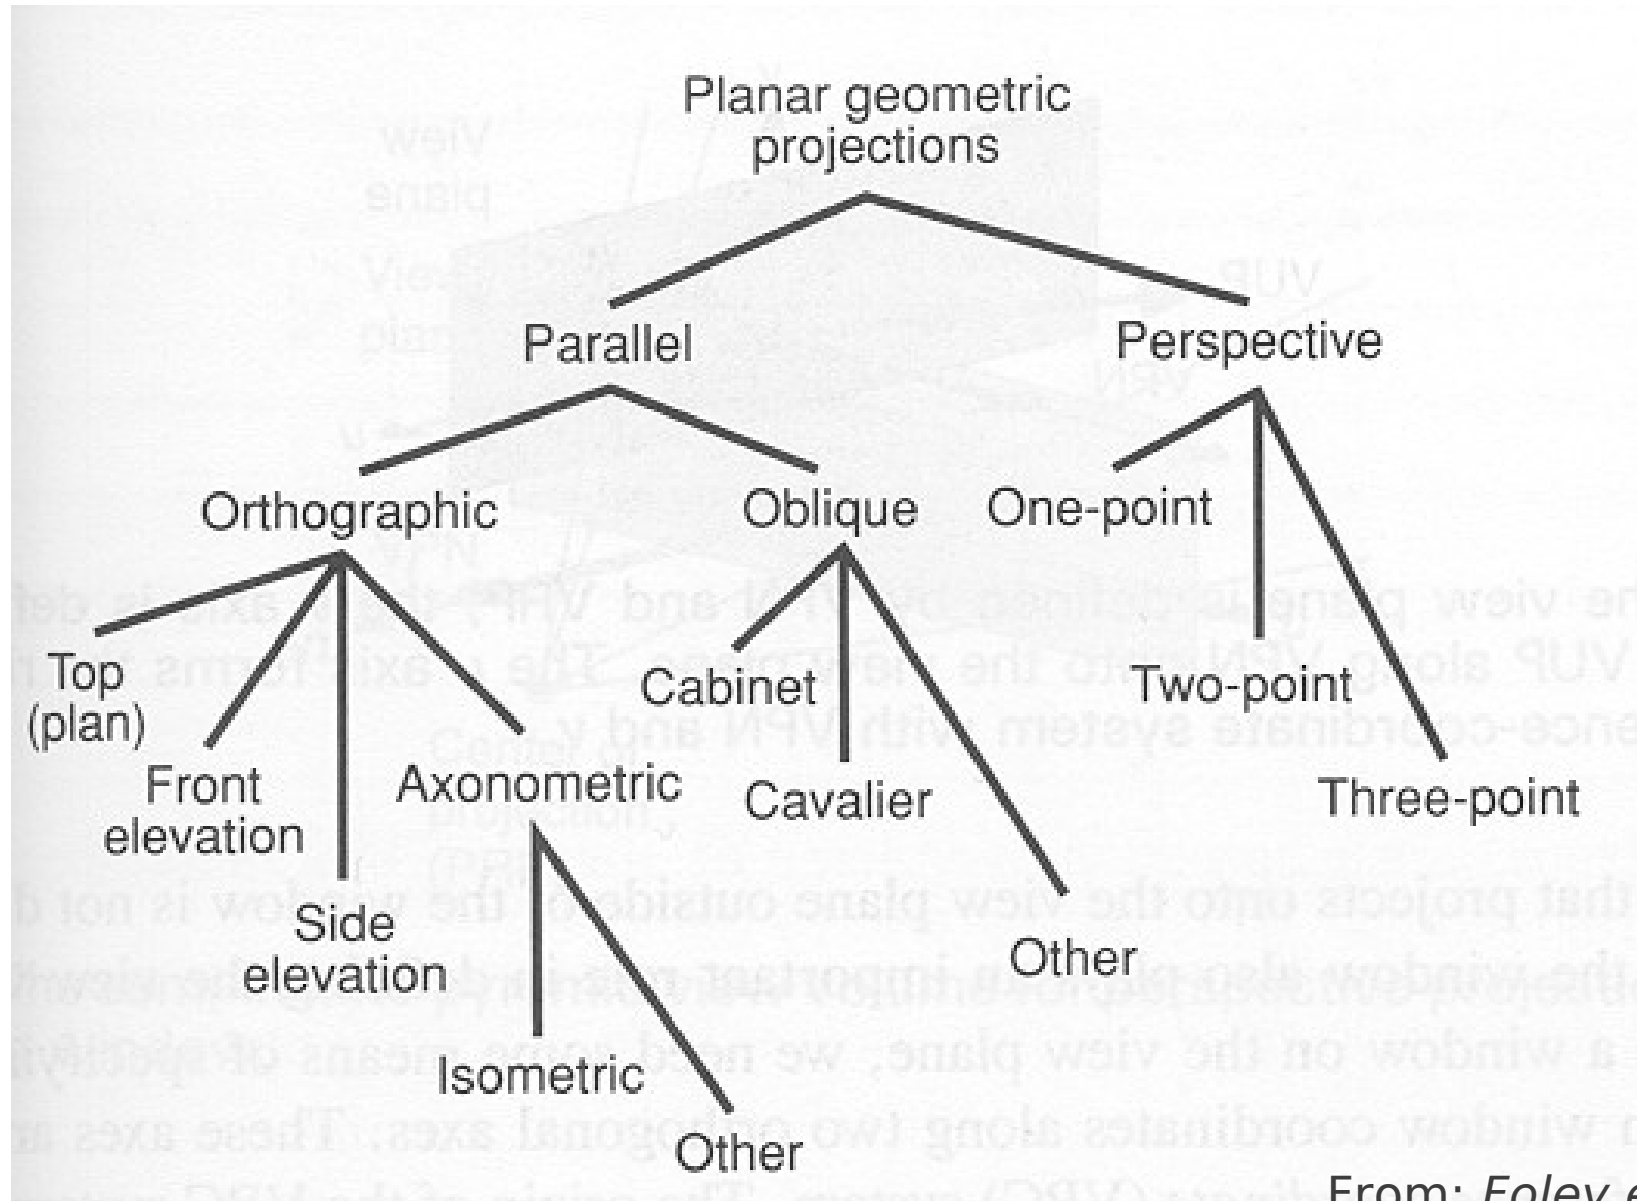 Planar geometric
projections
Parallel
Perspective
Orthographic
Oblique
One-point
Top
(plan)
Cabinet
Two-point
Front
elevation
Axonometric
Cavalier
Three-point
Side
elevation
Other
Isometric
Other
From: Foley